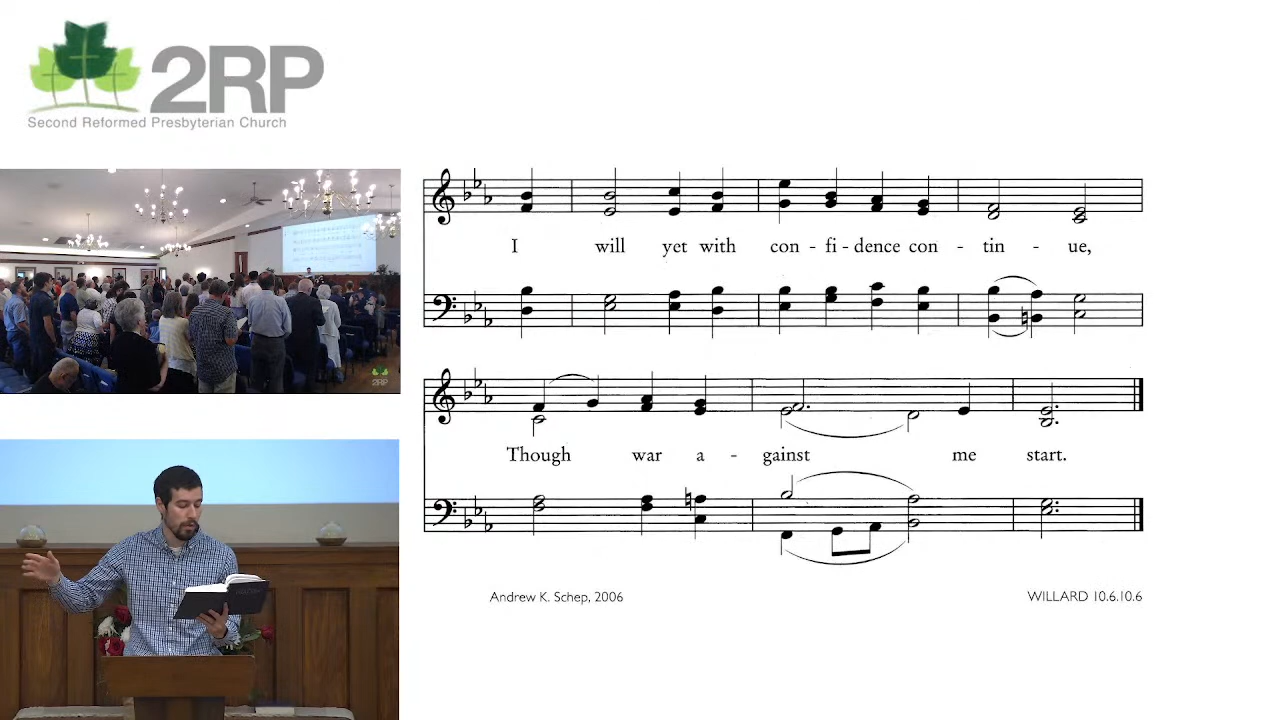 2RP
Second Reformed Presbyterian Church
I will yet with con - fi - dence con - tin - ue,
Though war a - gainst me start.
Andrew K. Schep, 2006
WILLARD 10.6.10.6
2RP